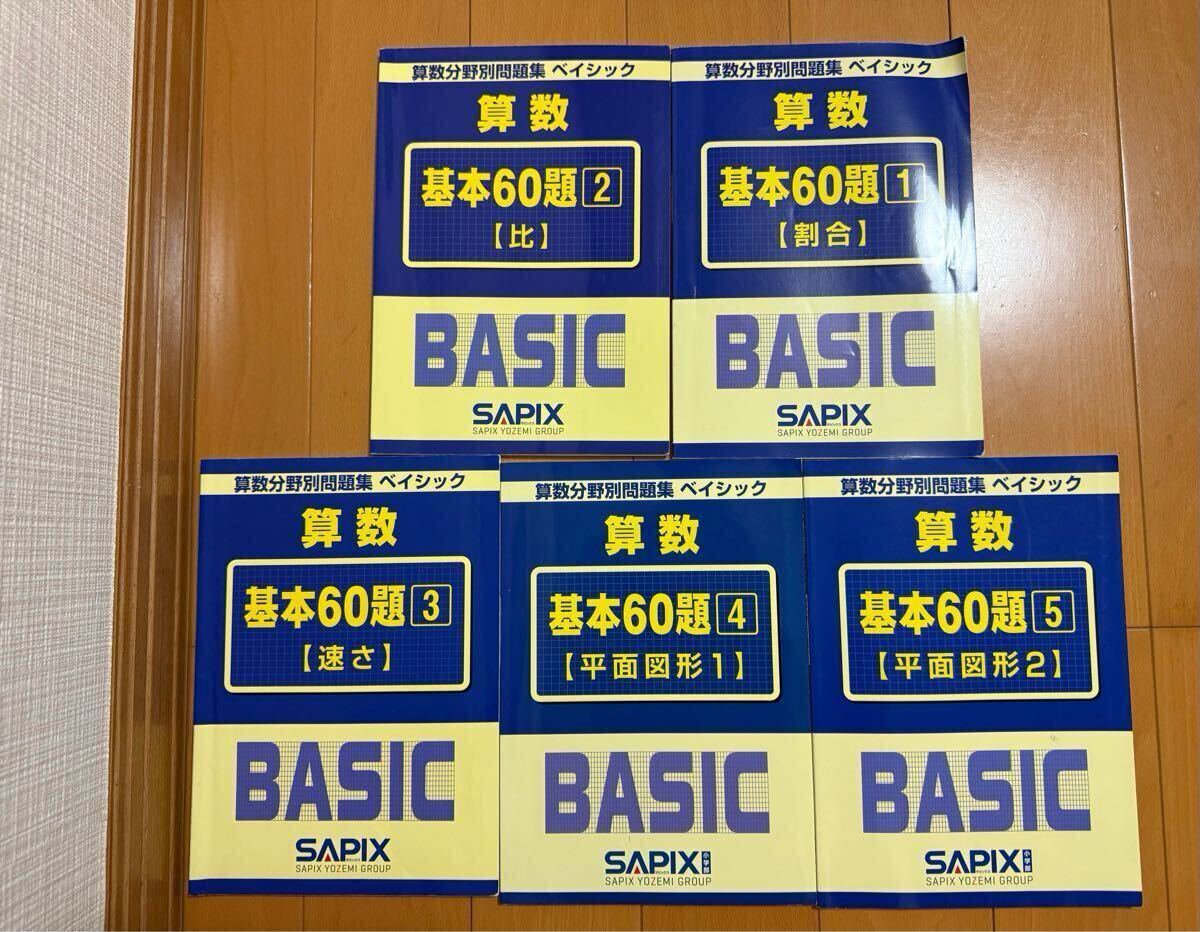 算数分野別問題集 ベイシック
算数
基本60題2
【比】
BASIC
SAPIX
SAPIX YOZEMI GROUP
算数分野別問題集 ベイシック
算数
基本60題1
【割合】
BASIC
SAPIX
SAPIX YOZEMI GROUP
算数分野別問題集 ベイシック
算数
基本60題3
【速さ】
BASIC
SAPIX
SAPIX YOZEMI GROUP
算数分野別問題集 ベイシック
算数
基本60題4
【平面図形1】
BASIC
SAPIX 小学部
SAPIX YOZEMI GROUP
算数分野別問題集 ベイシック
算数
基本60題5
【平面図形2】
BASIC
SAPIX 小学部
SAPIX YOZEMI GROUP